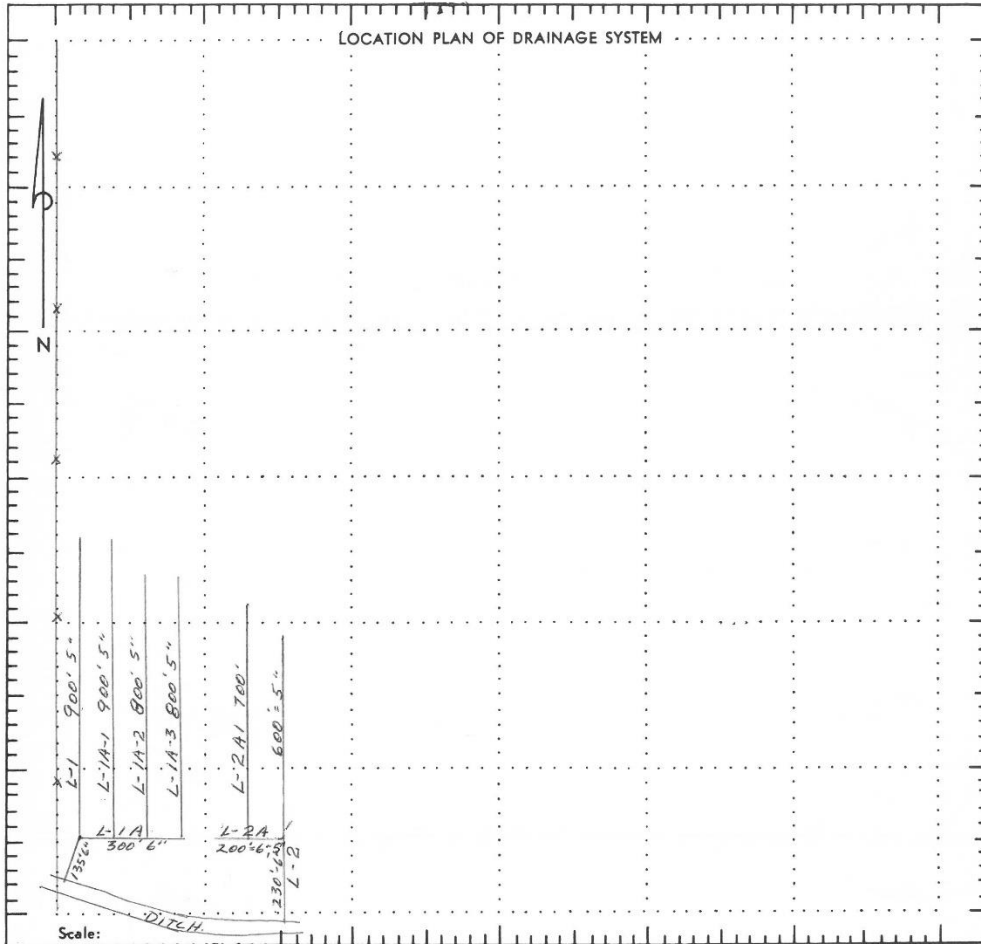 LOCATION PLAN OF DRAINAGE SYSTEM
N
L-1 900' 5"
L-1A-1 900' 5"
L-1A-2 800' 5"
L-1A-3 800' 5"
L-2A1 700'
600'= 5"
L-1A
300' 6"
135' 6"
L-2A
200'=6"
230'=6"
L-2
DITCH
Scale: